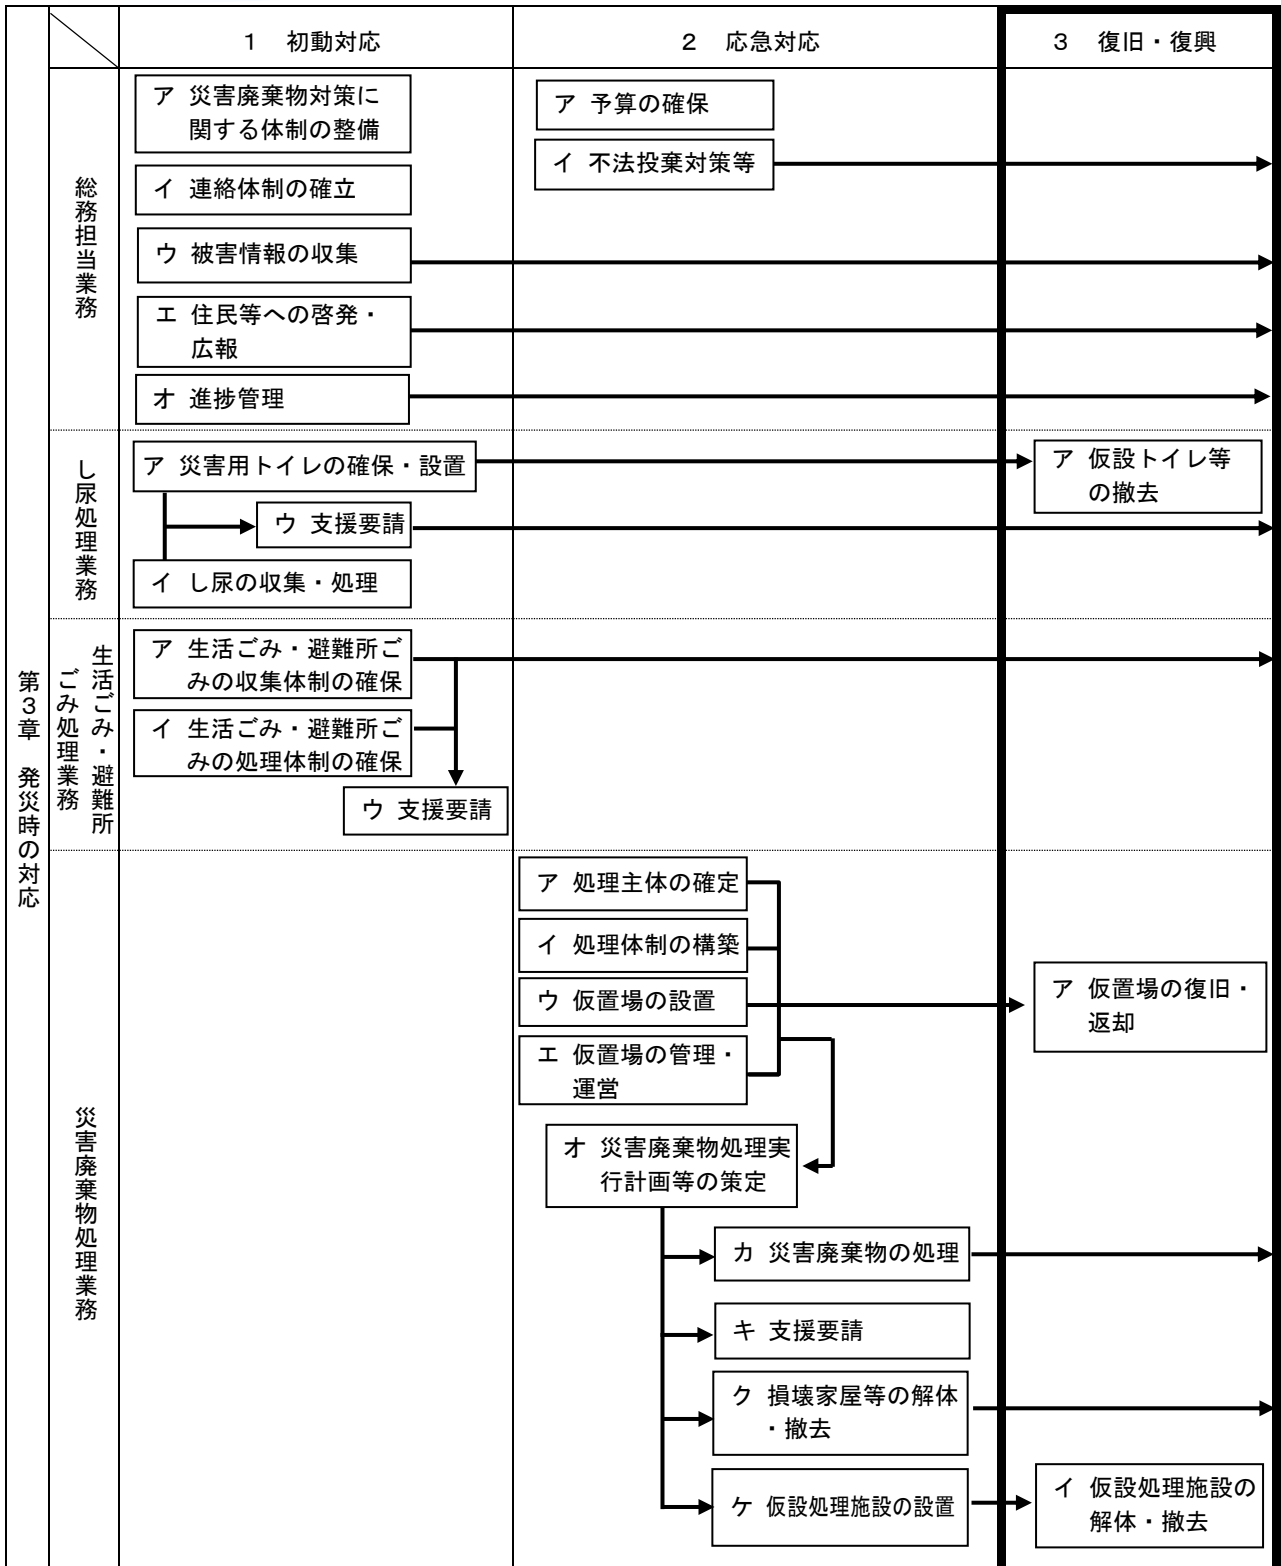 1　初動対応
2　応急対応
3　復旧・復興
第3章　発災時の対応
総務担当業務
ア 災害廃棄物対策に
関する体制の整備
イ 連絡体制の確立
ウ 被害情報の収集
エ 住民等への啓発・
広報
オ 進捗管理
ア 予算の確保
イ 不法投棄対策等
し尿処理業務
ア 災害用トイレの確保・設置
ウ 支援要請
イ し尿の収集・処理
ア 仮設トイレ等
の撤去
生活ごみ・避難所
ごみ処理業務
ア 生活ごみ・避難所ご
みの収集体制の確保
イ 生活ごみ・避難所ご
みの処理体制の確保
ウ 支援要請
災害廃棄物処理業務
ア 処理主体の確定
イ 処理体制の構築
ウ 仮置場の設置
エ 仮置場の管理・
運営
オ 災害廃棄物処理実
行計画等の策定
カ 災害廃棄物の処理
キ 支援要請
ク 損壊家屋等の解体
・撤去
ケ 仮設処理施設の設置
ア 仮置場の復旧・
返却
イ 仮設処理施設の
解体・撤去